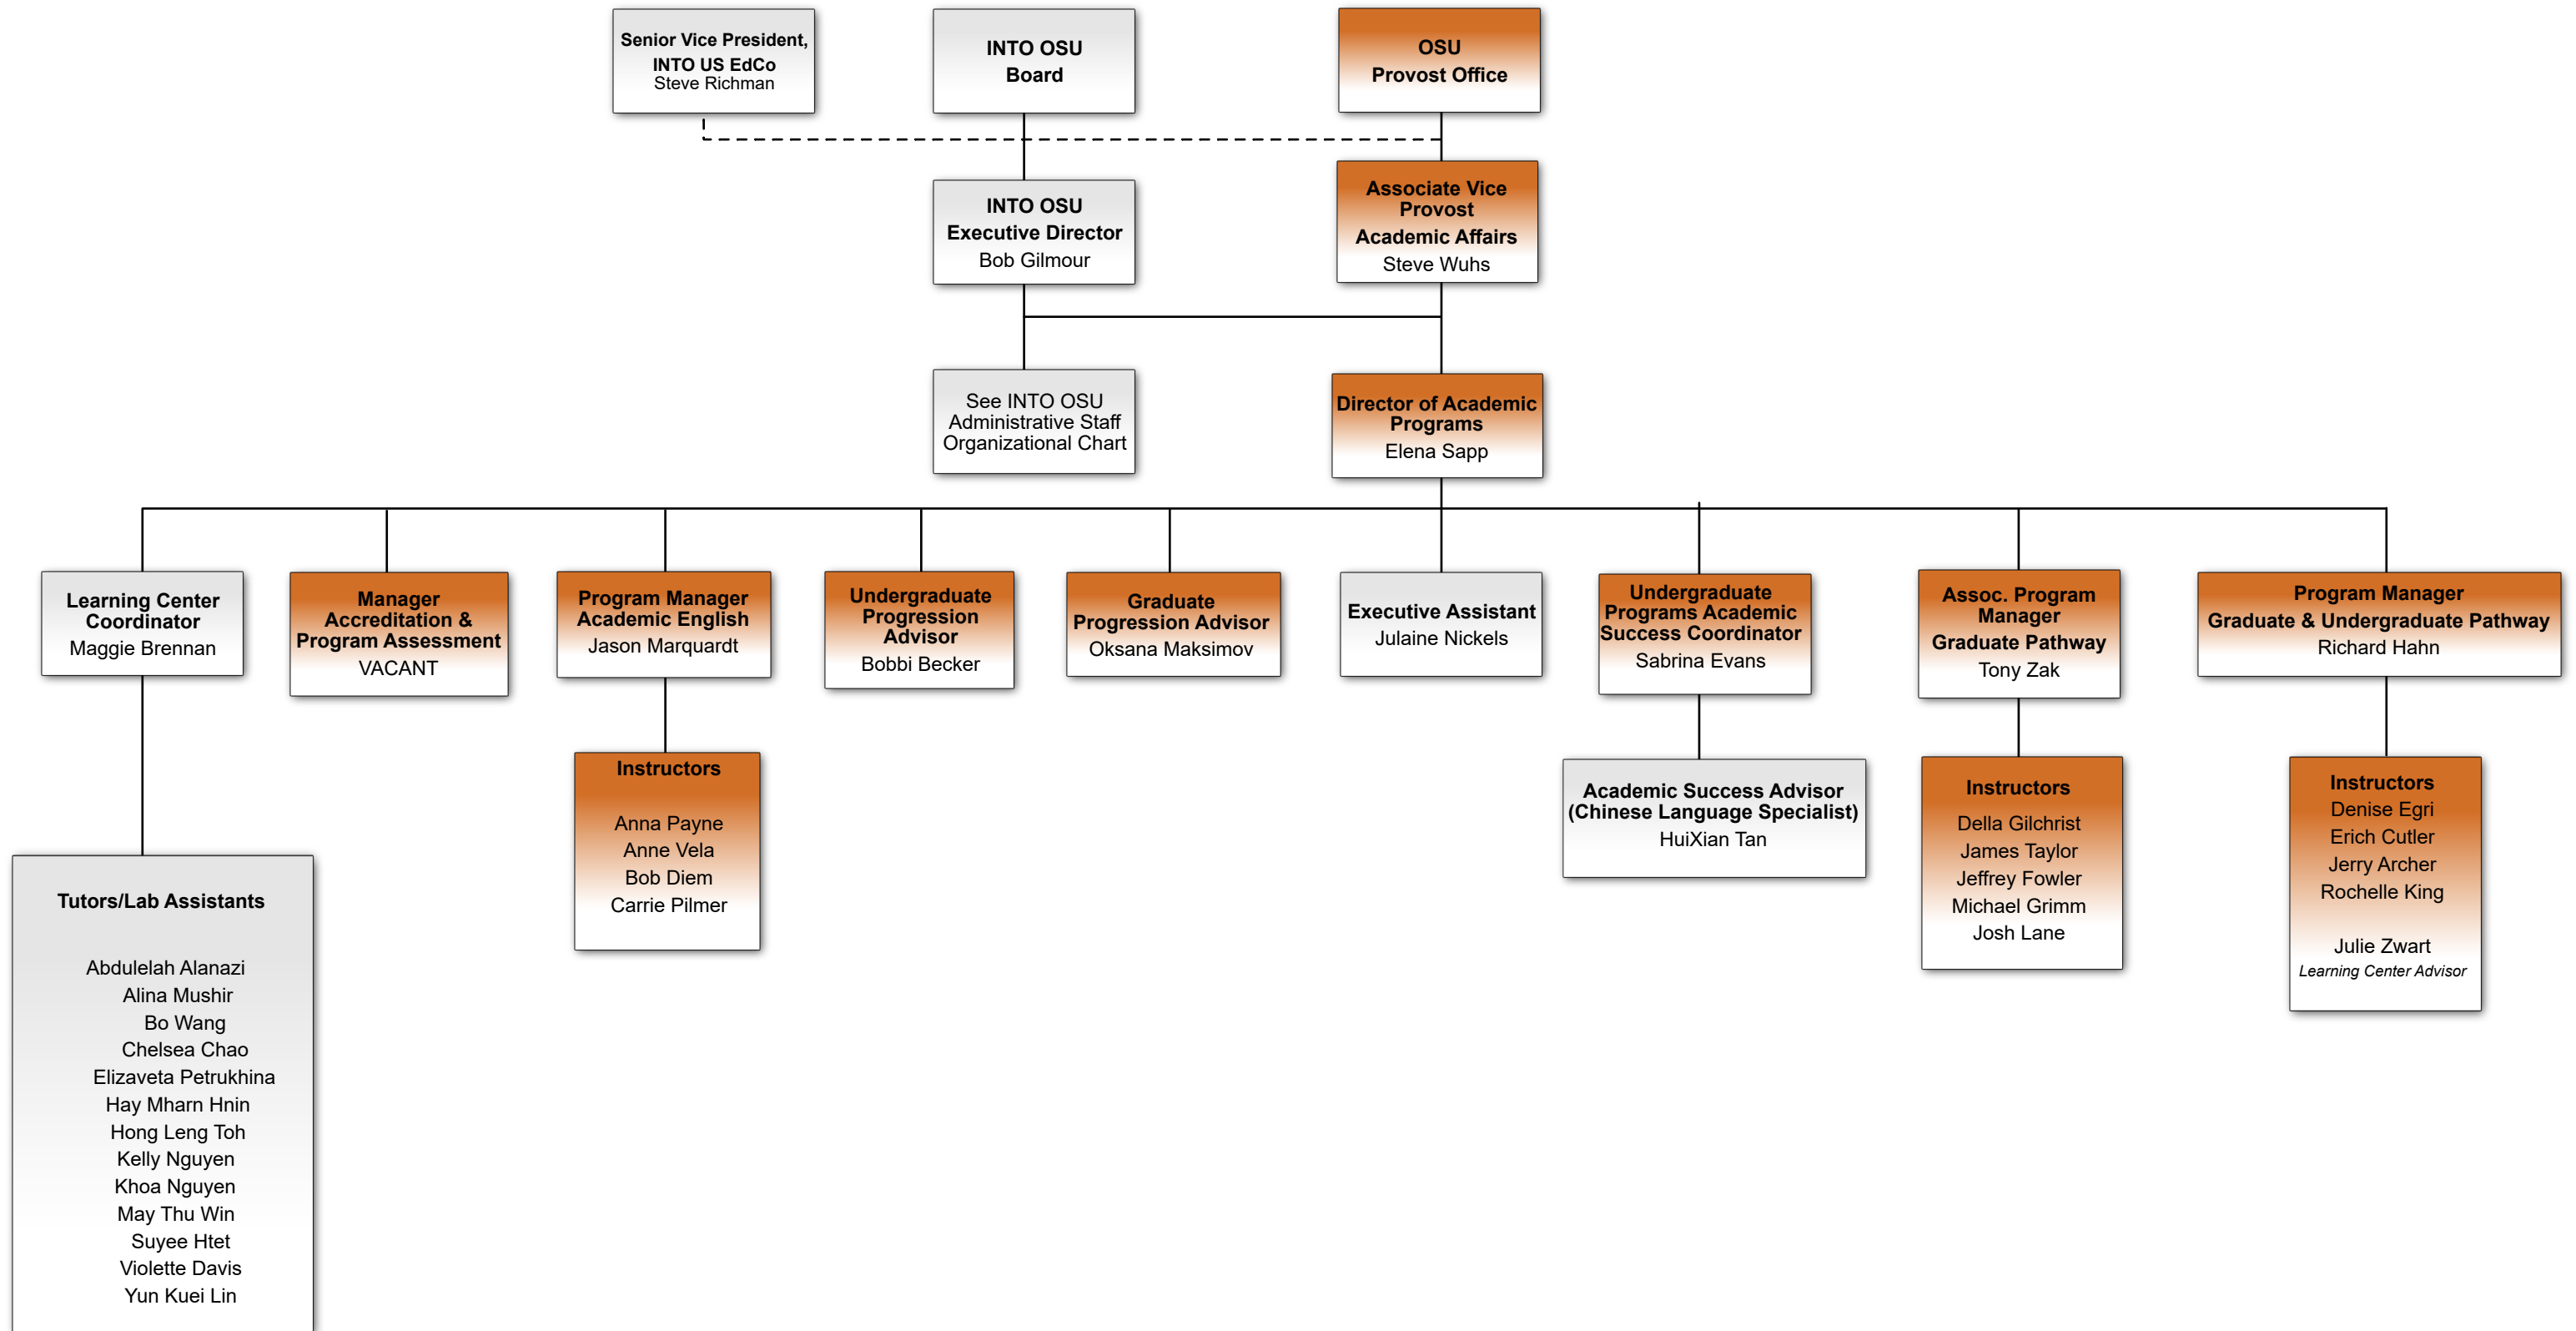 Senior Vice President,
INTO US EdCo
Steve Richman
INTO OSU
Board
OSU
Provost Office
INTO OSU
Executive Director
Bob Gilmour
Associate Vice
Provost
Academic Affairs
Steve Wuhs
See INTO OSU
Administrative Staff
Organizational Chart
Director of Academic
Programs
Elena Sapp
Learning Center
Coordinator
Maggie Brennan
Manager
Accreditation &
Program Assessment
VACANT
Program Manager
Academic English
Jason Marquardt
Undergraduate
Progression
Advisor
Bobbi Becker
Graduate
Progression Advisor
Oksana Maksimov
Executive Assistant
Julaine Nickels
Undergraduate
Programs Academic
Success Coordinator
Sabrina Evans
Assoc. Program
Manager
Graduate Pathway
Tony Zak
Program Manager
Graduate & Undergraduate Pathway
Richard Hahn
Tutors/Lab Assistants
Abdulelah Alanazi
Alina Mushir
Bo Wang
Chelsea Chao
Elizaveta Petrukhina
Hay Mharn Hnin
Hong Leng Toh
Kelly Nguyen
Khoa Nguyen
May Thu Win
Suyee Htet
Violette Davis
Yun Kuei Lin
Instructors
Anna Payne
Anne Vela
Bob Diem
Carrie Pilmer
Academic Success Advisor
(Chinese Language Specialist)
HuiXian Tan
Instructors
Della Gilchrist
James Taylor
Jeffrey Fowler
Michael Grimm
Josh Lane
Instructors
Denise Egri
Erich Cutler
Jerry Archer
Rochelle King
Julie Zwart
Learning Center Advisor